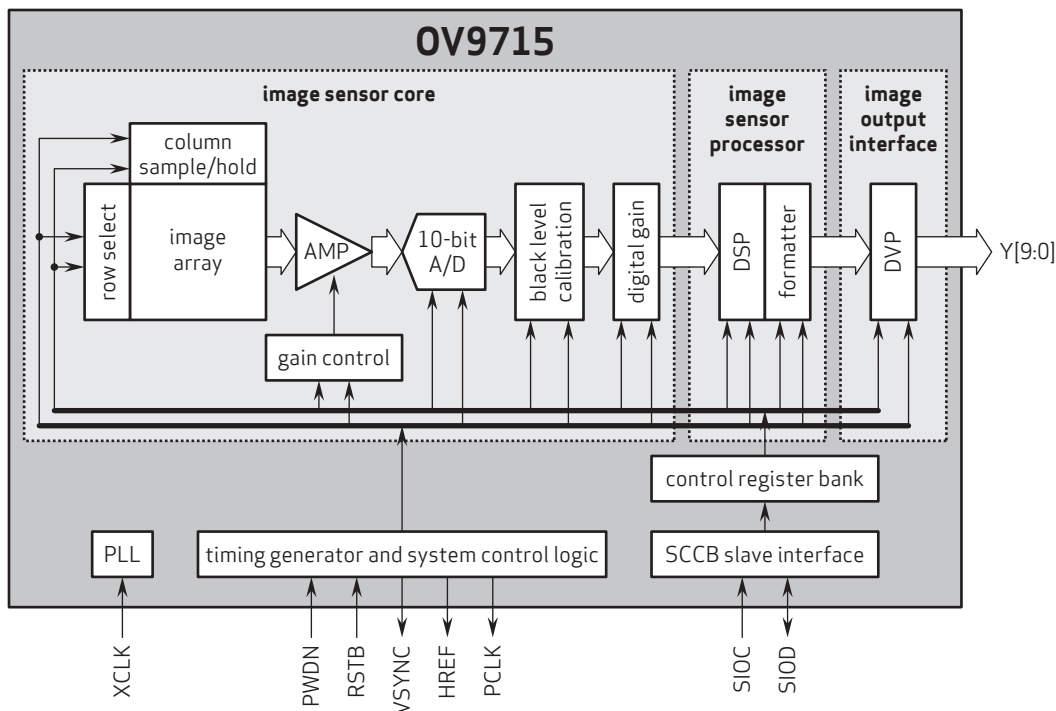 OV9715
image sensor core
image
sensor
processor
image
output
interface
column
sample/hold
row select
image
array
AMP
10-bit
A/D
black level
calibration
digital gain
DSP
formatter
DVP
Y[9:0]
gain control
control register bank
PLL
timing generator and system control logic
SCCB slave interface
XCLK
PWDN
RSTB
VSYNC
HREF
PCLK
SIOC
SIOD